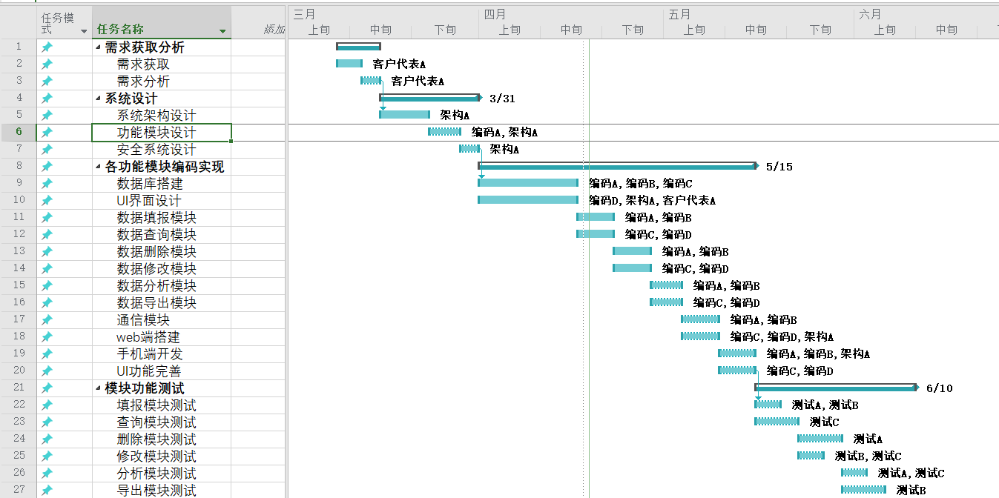 任务模式
任务名称
添加
三月 四月 五月 六月
上旬 中旬 下旬 上旬 中旬 下旬 上旬 中旬 下旬 上旬 中旬
1 需求获取分析
2 需求获取 客户代表A
3 需求分析 客户代表A
4 系统设计 3/31
5 系统架构设计 架构A
6 功能模块设计 编码A,架构A
7 安全系统设计 架构A
8 各功能模块编码实现 5/15
9 数据库搭建 编码A,编码B,编码C
10 UI界面设计 编码D,架构A,客户代表A
11 数据填报模块 编码A,编码B
12 数据查询模块 编码C,编码D
13 数据删除模块 编码A,编码B
14 数据修改模块 编码C,编码D
15 数据分析模块 编码A,编码B
16 数据导出模块 编码C,编码D
17 通信模块 编码A,编码B
18 web端搭建 编码C,编码D,架构A
19 手机端开发 编码A,编码B,架构A
20 UI功能完善 编码C,编码D
21 模块功能测试 6/10
22 填报模块测试 测试A,测试B
23 查询模块测试 测试C
24 删除模块测试 测试A
25 修改模块测试 测试B,测试C
26 分析模块测试 测试A,测试C
27 导出模块测试 测试B